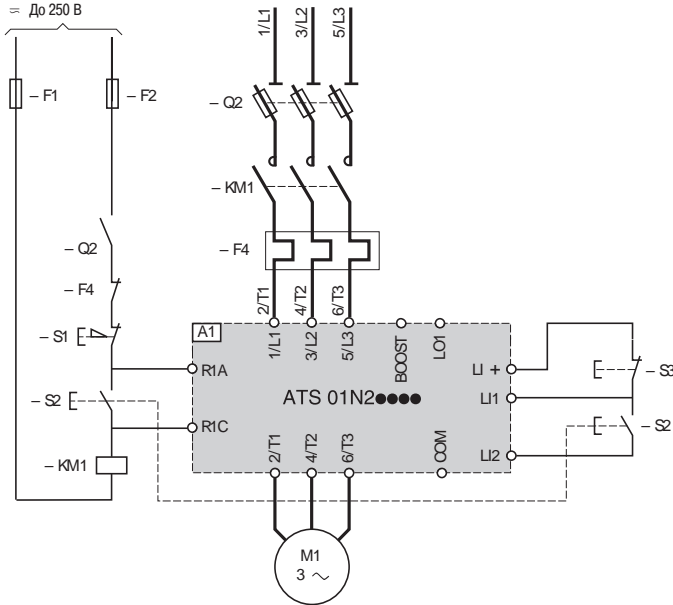 ≂ До 250 В
1/L1
3/L2
5/L3
– F1
– F2
– Q2
– KM1
– Q2
– F4
– F4
2/T1
4/T2
6/T3
– S1
A1
1/L1
3/L2
5/L3
BOOST
LO1
R1A
LI +
– S3
ATS 01N2●●●●
LI1
– S2
R1C
– S2
2/T1
4/T2
6/T3
COM
LI2
– KM1
M1
3 ~